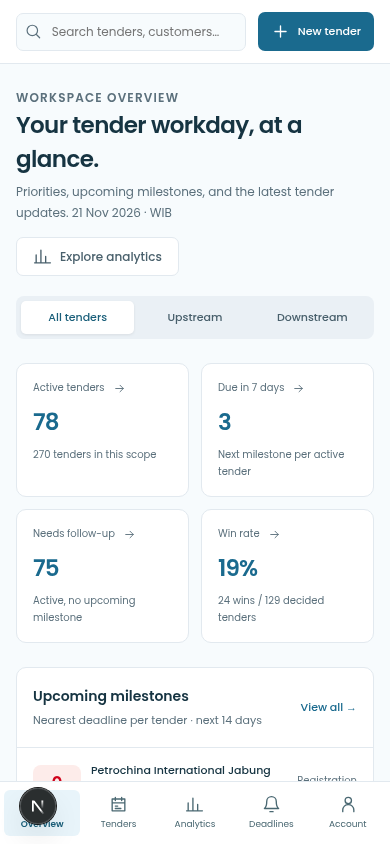 Search tenders, customers…
New tender
WORKSPACE OVERVIEW
Your tender workday, at a
glance.
Priorities, upcoming milestones, and the latest tender
updates. 21 Nov 2026 · WIB
Explore analytics
All tenders
Upstream
Downstream
Active tenders →
78
270 tenders in this scope
Due in 7 days →
3
Next milestone per active
tender
Needs follow-up →
75
Active, no upcoming
milestone
Win rate →
19%
24 wins / 129 decided
tenders
Upcoming milestones
Nearest deadline per tender · next 14 days
View all →
Petrochina International Jabung
Registration
N
Overview
Tenders
Analytics
Deadlines
Account